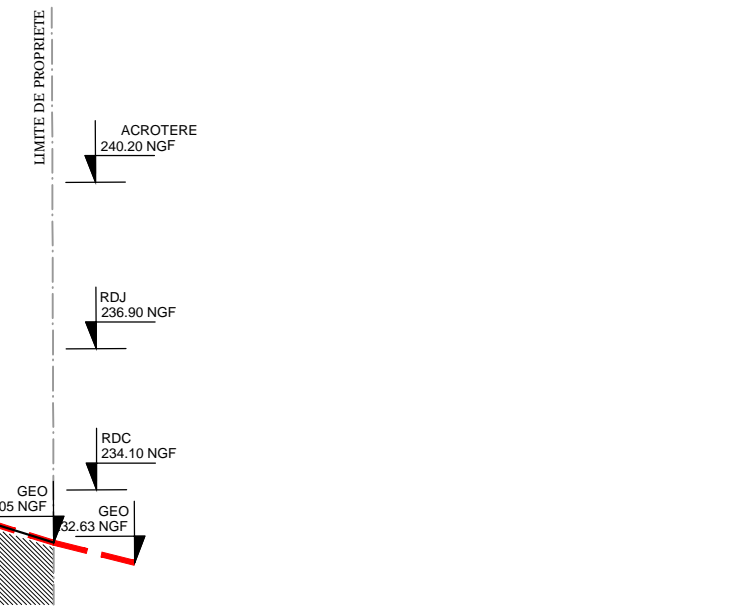 LIMITE DE PROPRIETE
ACROTERE
240.20 NGF
RDJ
236.90 NGF
RDC
234.10 NGF
GEO
05 NGF
GEO
32.63 NGF